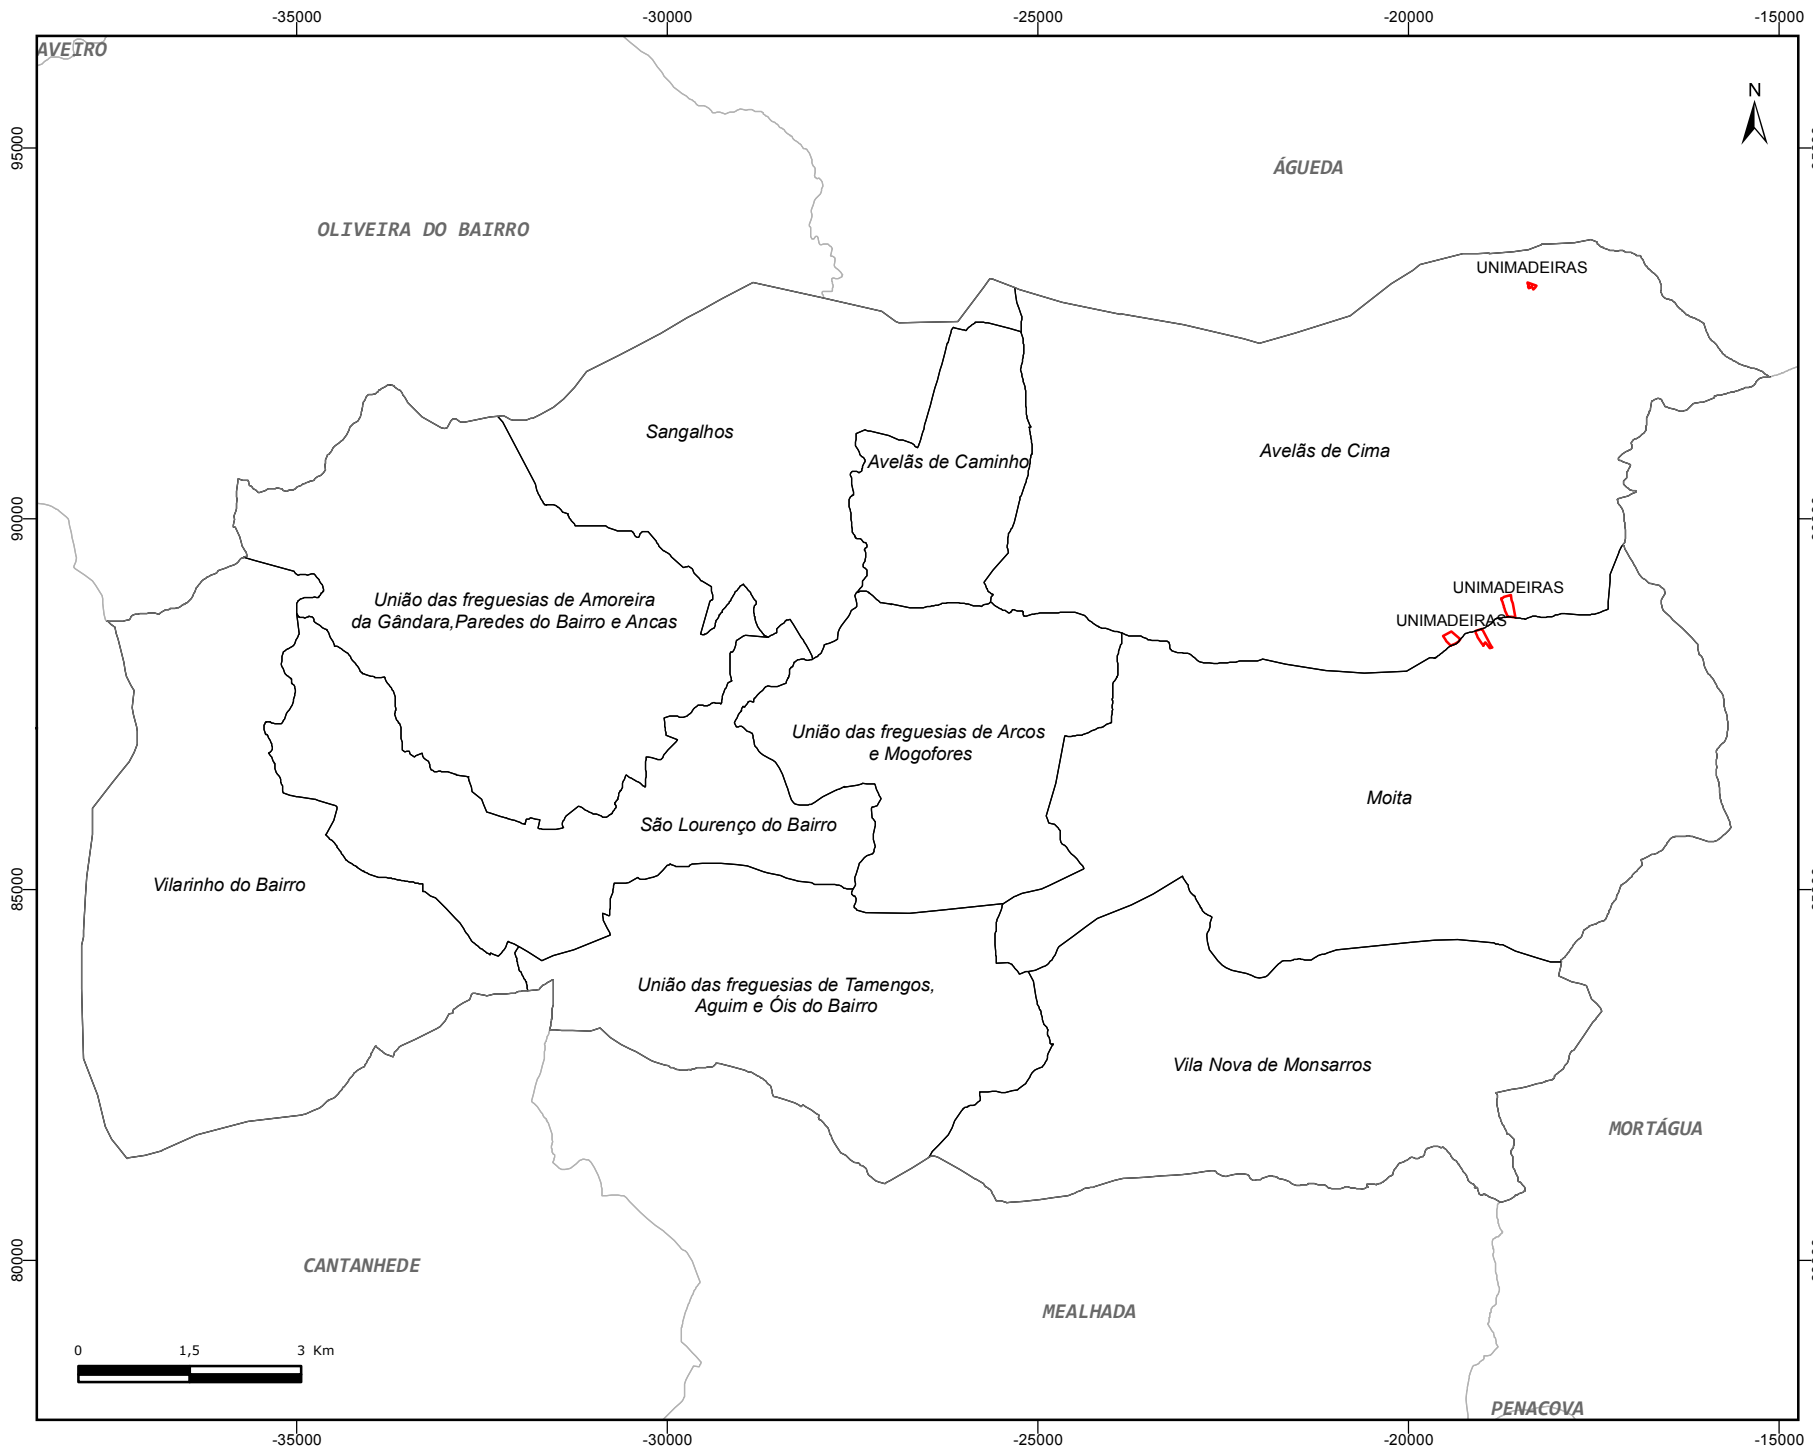 -35000
-30000
-25000
-20000
-15000
AVEIRO
N
95000
ÁGUEDA
OLIVEIRA DO BAIRRO
UNIMADEIRAS
Sangalhos
Avelãs de Cima
Avelãs de Caminho
90000
UNIMADEIRAS
União das freguesias de Amoreira
da Gândara,Paredes do Bairro e Ancas
UNIMADEIRAS
União das freguesias de Arcos
e Mogofores
Moita
São Lourenço do Bairro
Vilarinho do Bairro
85000
União das freguesias de Tamengos,
Aguim e Óis do Bairro
Vila Nova de Monsarros
MORTÁGUA
80000
CANTANHEDE
MEALHADA
0 1,5 3 Km
PENACOVA
-35000
-30000
-25000
-20000
-15000